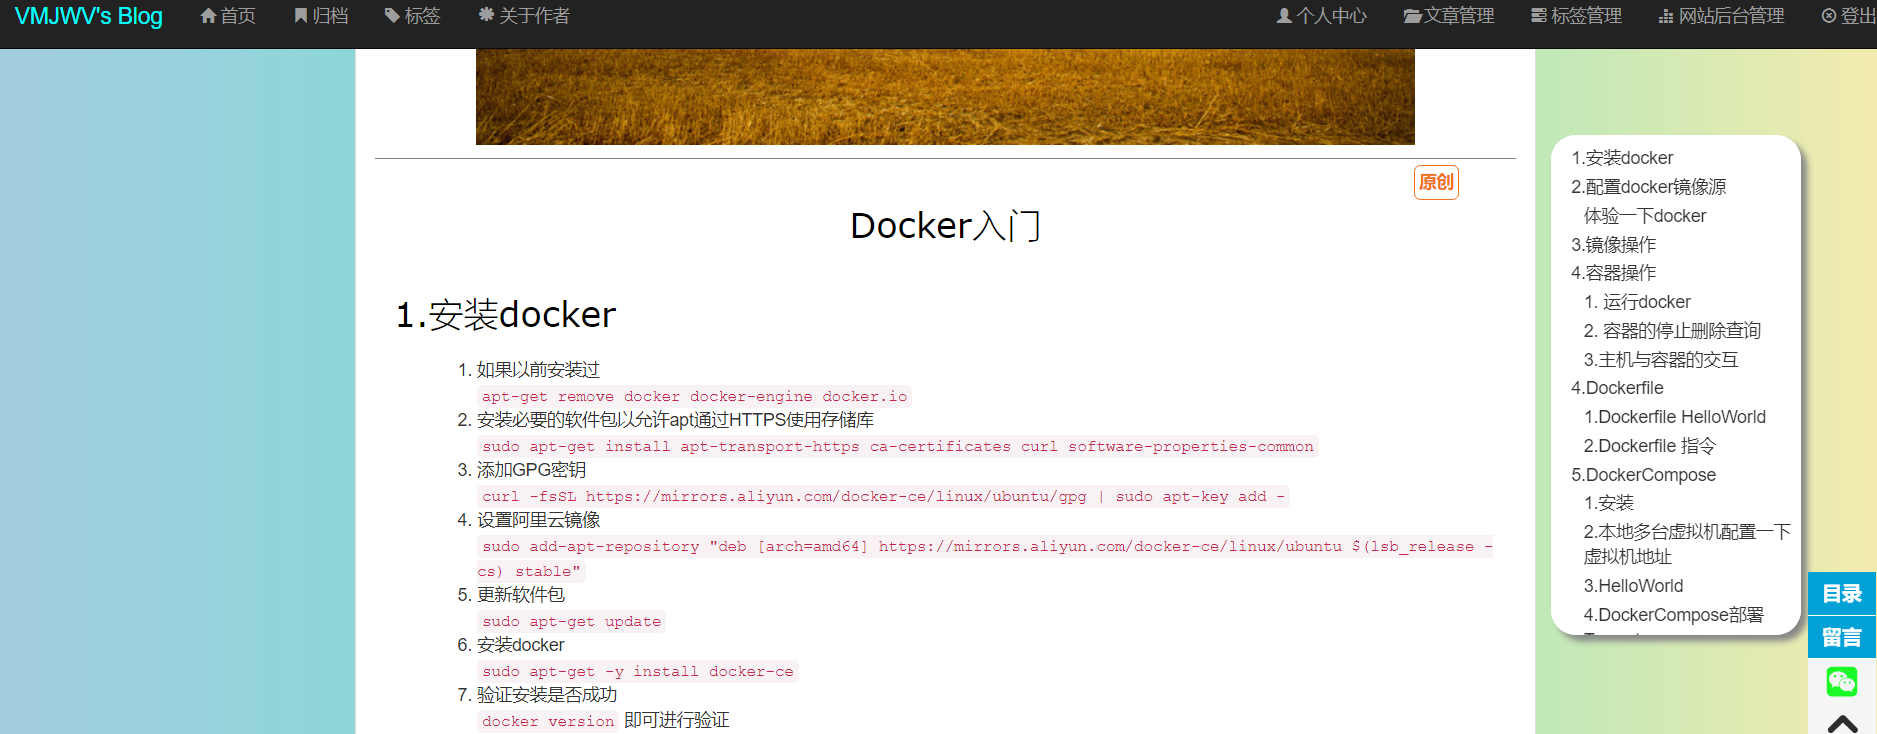 VMJWV's Blog 首页 归档 标签 关于作者 个人中心 文章管理 标签管理 网站后台管理 登出
原创
Docker入门
1.安装docker
1. 如果以前安装过
apt-get remove docker docker-engine docker.io
2. 安装必要的软件包以允许apt通过HTTPS使用存储库
sudo apt-get install apt-transport-https ca-certificates curl software-properties-common
3. 添加GPG密钥
curl -fsSL https://mirrors.aliyun.com/docker-ce/linux/ubuntu/gpg | sudo apt-key add -
4. 设置阿里云镜像
sudo add-apt-repository "deb [arch=amd64] https://mirrors.aliyun.com/docker-ce/linux/ubuntu $(lsb_release -
cs) stable"
5. 更新软件包
sudo apt-get update
6. 安装docker
sudo apt-get -y install docker-ce
7. 验证安装是否成功
docker version 即可进行验证
1.安装docker
2.配置docker镜像源
体验一下docker
3.镜像操作
4.容器操作
1. 运行docker
2. 容器的停止删除查询
3.主机与容器的交互
4.Dockerfile
1.Dockerfile HelloWorld
2.Dockerfile 指令
5.DockerCompose
1.安装
2.本地多台虚拟机配置一下
虚拟机地址
3.HelloWorld
4.DockerCompose部署
目录
留言